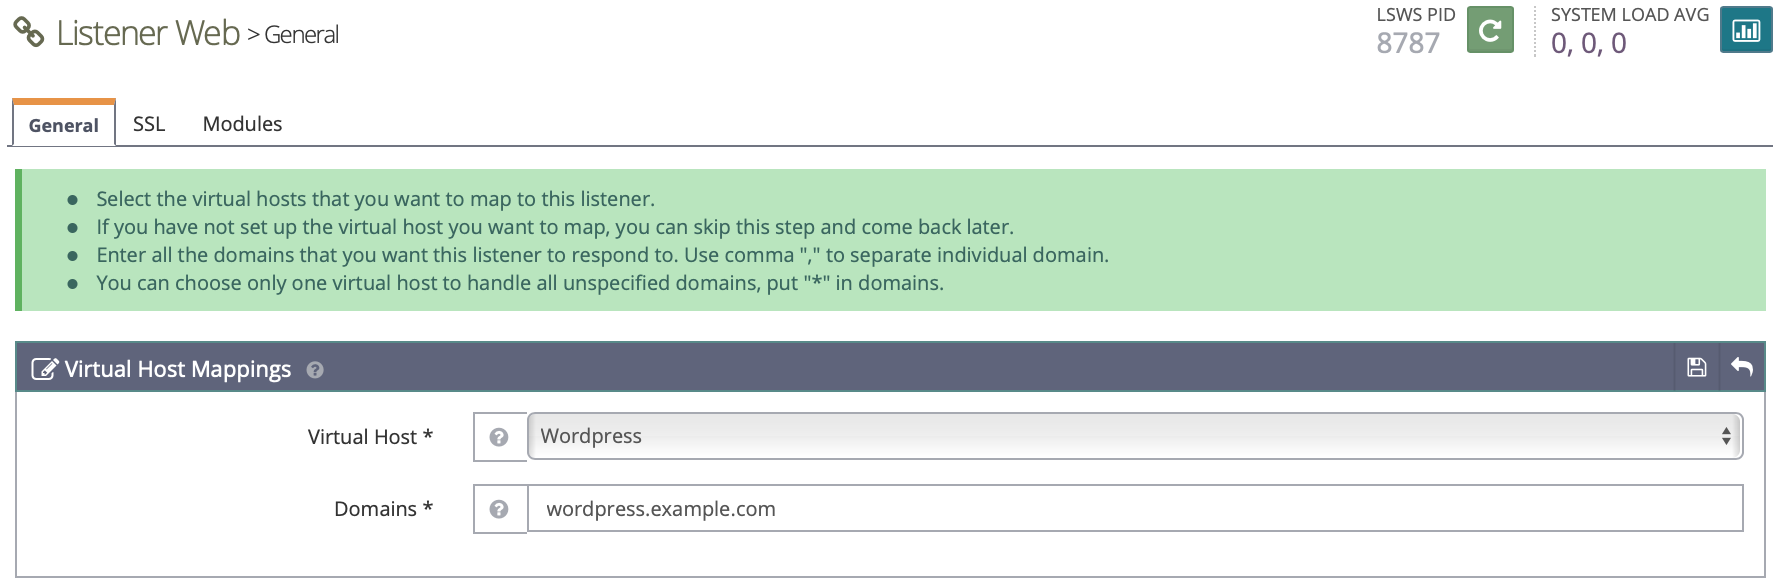 Listener Web > General
LSWS PID
8787
SYSTEM LOAD AVG
0, 0, 0
General
SSL
Modules
● Select the virtual hosts that you want to map to this listener.
● If you have not set up the virtual host you want to map, you can skip this step and come back later.
● Enter all the domains that you want this listener to respond to. Use comma "," to separate individual domain.
● You can choose only one virtual host to handle all unspecified domains, put "*" in domains.
Virtual Host Mappings ?
Virtual Host * ? Wordpress
Domains * ? wordpress.example.com